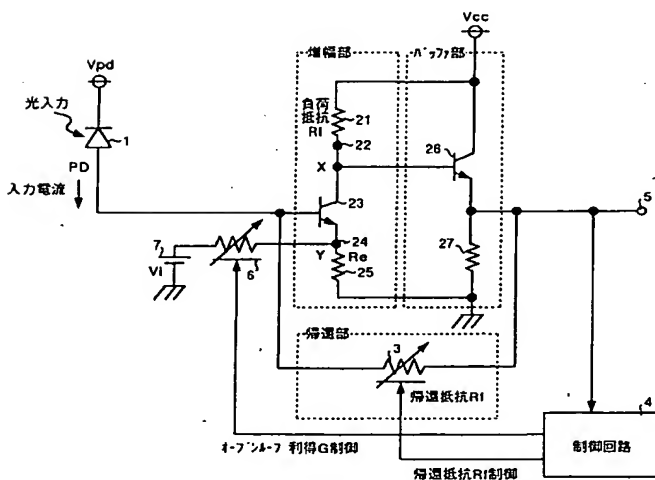 Vcc
Vpd
増幅部
バッファ部
光入力
負荷
抵抗
Rl
21
22
1
26
X
PD
入力電流
23
5
7
24
Y
Re
25
27
Vi
6
帰還部
3
帰還抵抗Rf
4
制御回路
オープンループ 利得G制御
帰還抵抗Rf制御